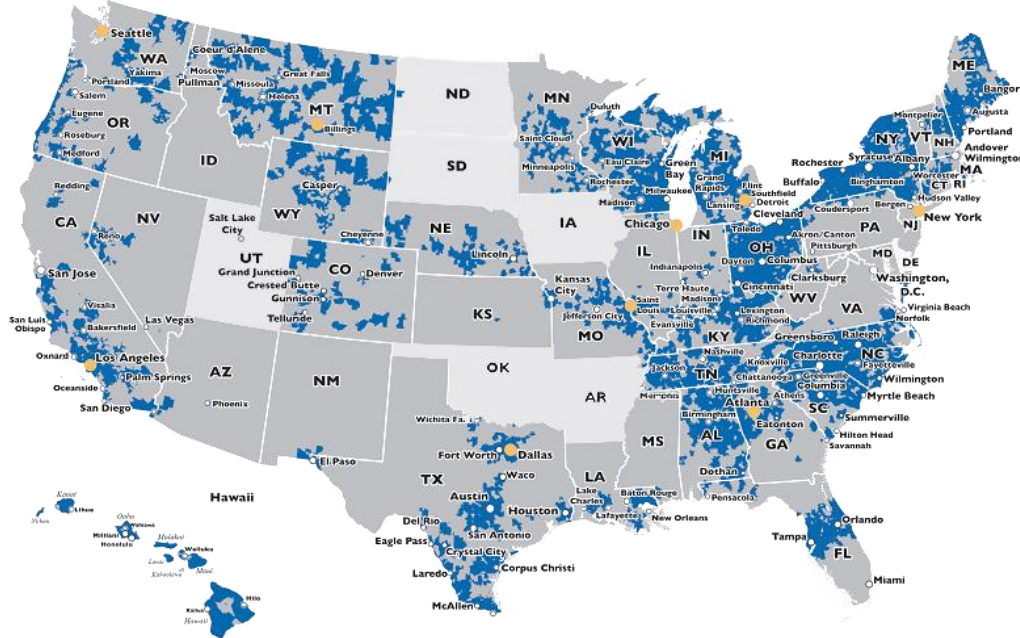 Seattle
WA
Yakima
Portland
Salem
Eugene
OR
Roseburg
Medford
Coeur d'Alene
Moscow
Pullman
Missoula
Great Falls
Helena
MT
Billings
ID
ND
SD
MN
Duluth
Saint Cloud
Minneapolis
Rochester
WI
Eau Claire
Green
Bay
Milwaukee
Madison
MI
Grand
Rapids
Lansing
Flint
Southfield
Detroit
ME
Bangor
Augusta
Portland
Montpelier
VT
NH
Andover
Wilmington
MA
Worcester
CT
RI
NY
Rochester
Syracuse
Albany
Buffalo
Binghamton
Hudson Valley
Bergen
New York
NJ
Coudersport
PA
Pittsburgh
Cleveland
Toledo
Akron/Canton
OH
Dayton
Columbus
Cincinnati
MD
DE
Washington,
D.C.
Clarksburg
WV
VA
Virginia Beach
Norfolk
Redding
CA
NV
Reno
San Jose
Visalia
San Luis
Obispo
Bakersfield
Las Vegas
Oxnard
Los Angeles
Palm Springs
Oceanside
San Diego
Salt Lake
City
UT
WY
Casper
Cheyenne
Grand Junction
Crested Butte
Gunnison
Telluride
CO
Denver
NE
Lincoln
IA
Chicago
IL
IN
Indianapolis
Terre Haute
Madison
Kansas
City
KS
MO
Jefferson City
Saint
Louis
Louisville
Evansville
Lexington
Richmond
KY
AZ
Phoenix
NM
El Paso
OK
AR
Jackson
Nashville
TN
Memphis
Knoxville
Chattanooga
Huntsville
Greensboro
Raleigh
Charlotte
NC
Fayetteville
Greenville
Columbia
Wilmington
Myrtle Beach
SC
Summerville
Hilton Head
Savannah
Atlanta
Athens
Eatonton
GA
Birmingham
AL
Dothan
MS
Wichita Fa..
Fort Worth
Dallas
Waco
TX
Austin
Houston
San Antonio
Del Rio
Eagle Pass
Crystal City
Laredo
Corpus Christi
McAllen
LA
Lake
Charles
Baton Rouge
Lafayette
New Orleans
Pensacola
Orlando
Tampa
FL
Miami
Hawaii
Kauai
Lihue
Oahu
Wahiawa
Mililani
Honolulu
Molokai
Lanai
Wailuku
Maui
Hilo
Hawaii